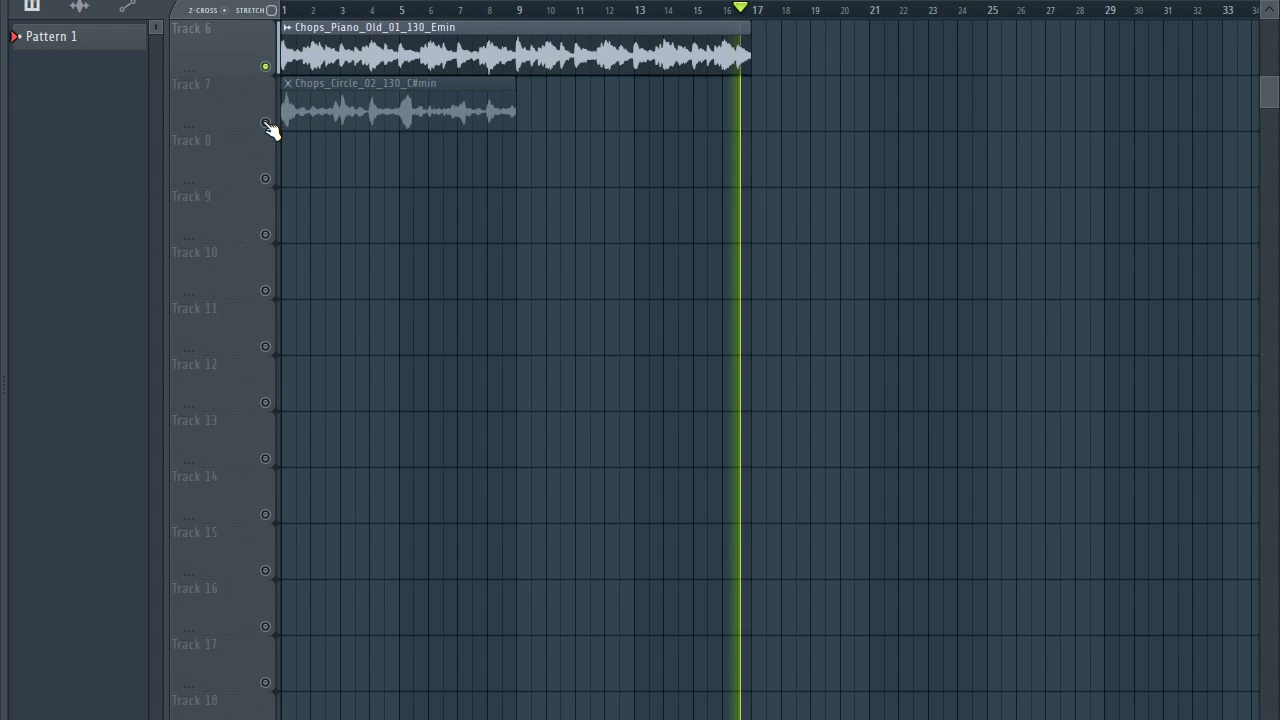 Z-CROSS STRETCH
Pattern 1
1 2 3 4 5 6 7 8 9 10 11 12 13 14 15 16 17 18 19 20 21 22 23 24 25 26 27 28 29 30 31 32 33 34
Track 6
Chops_Piano_Old_01_130_Emin
Track 7
Chops_Circle_02_130_C#min
Track 8
Track 9
Track 10
Track 11
Track 12
Track 13
Track 14
Track 15
Track 16
Track 17
Track 18